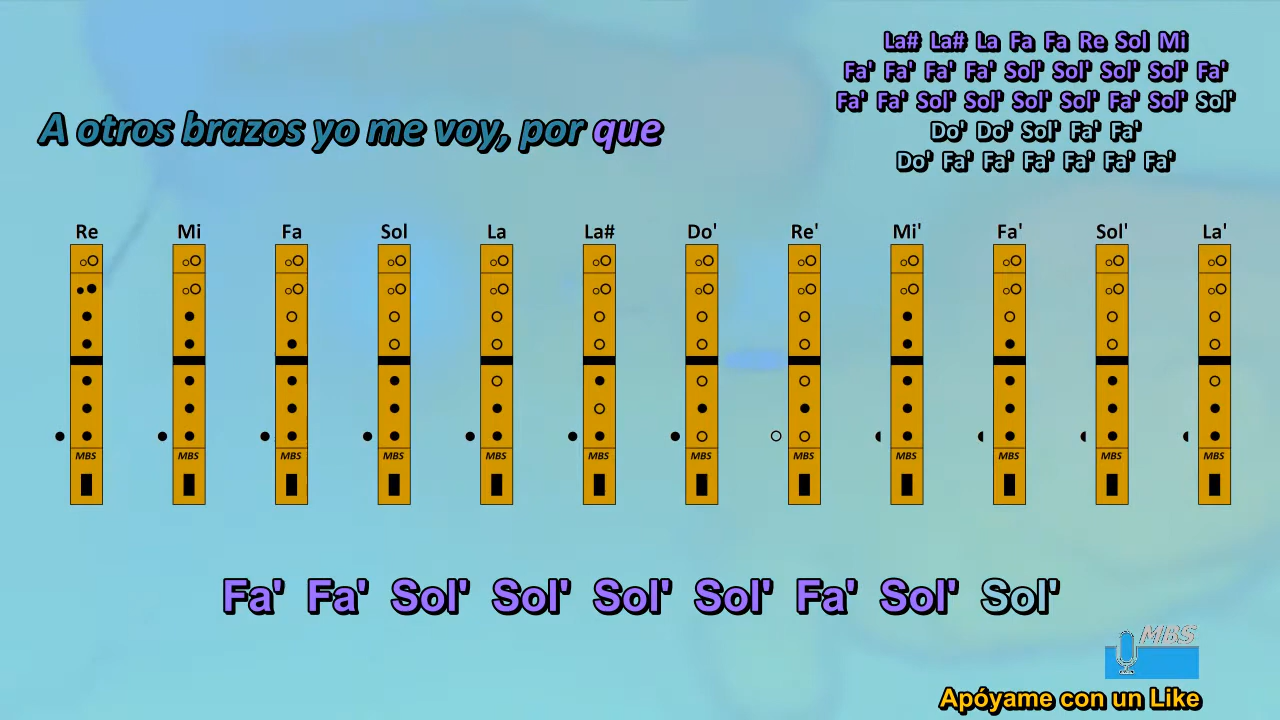 La# La# La Fa Fa Re Sol Mi
Fa' Fa' Fa' Fa' Sol' Sol' Sol' Sol' Fa'
Fa' Fa' Sol' Sol' Sol' Sol' Fa' Sol' Sol'
Do' Do' Sol' Fa' Fa'
Do' Fa' Fa' Fa' Fa' Fa' Fa'
A otros brazos yo me voy, por que
Re Mi Fa Sol La La# Do' Re' Mi' Fa' Sol' La'
MBS MBS MBS MBS MBS MBS MBS MBS MBS MBS MBS MBS
Fa' Fa' Sol' Sol' Sol' Sol' Fa' Sol' Sol'
MBS
Apóyame con un Like